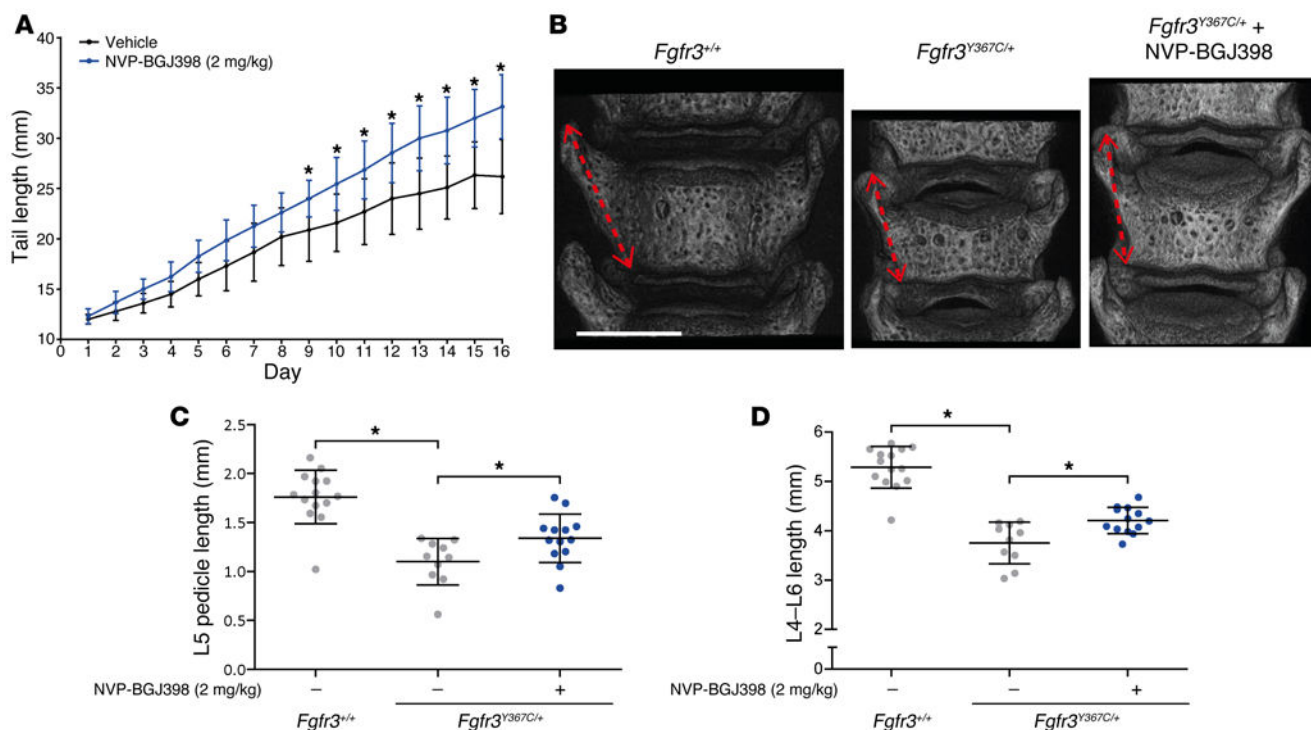 A
Vehicle
NVP-BGJ398 (2 mg/kg)
Tail length (mm)
40
35
30
25
20
15
10
* * * * * * * *
0 1 2 3 4 5 6 7 8 9 10 11 12 13 14 15 16
Day
B
Fgfr3+/+
Fgfr3Y367C/+
Fgfr3Y367C/+ +
NVP-BGJ398
C
L5 pedicle length (mm)
2.5
2.0
1.5
1.0
0.5
0.0
*
*
NVP-BGJ398 (2 mg/kg) – – +
Fgfr3+/+ Fgfr3Y367C/+
D
L4–L6 length (mm)
6
5
4
3
2
0
*
*
NVP-BGJ398 (2 mg/kg) – – +
Fgfr3+/+ Fgfr3Y367C/+